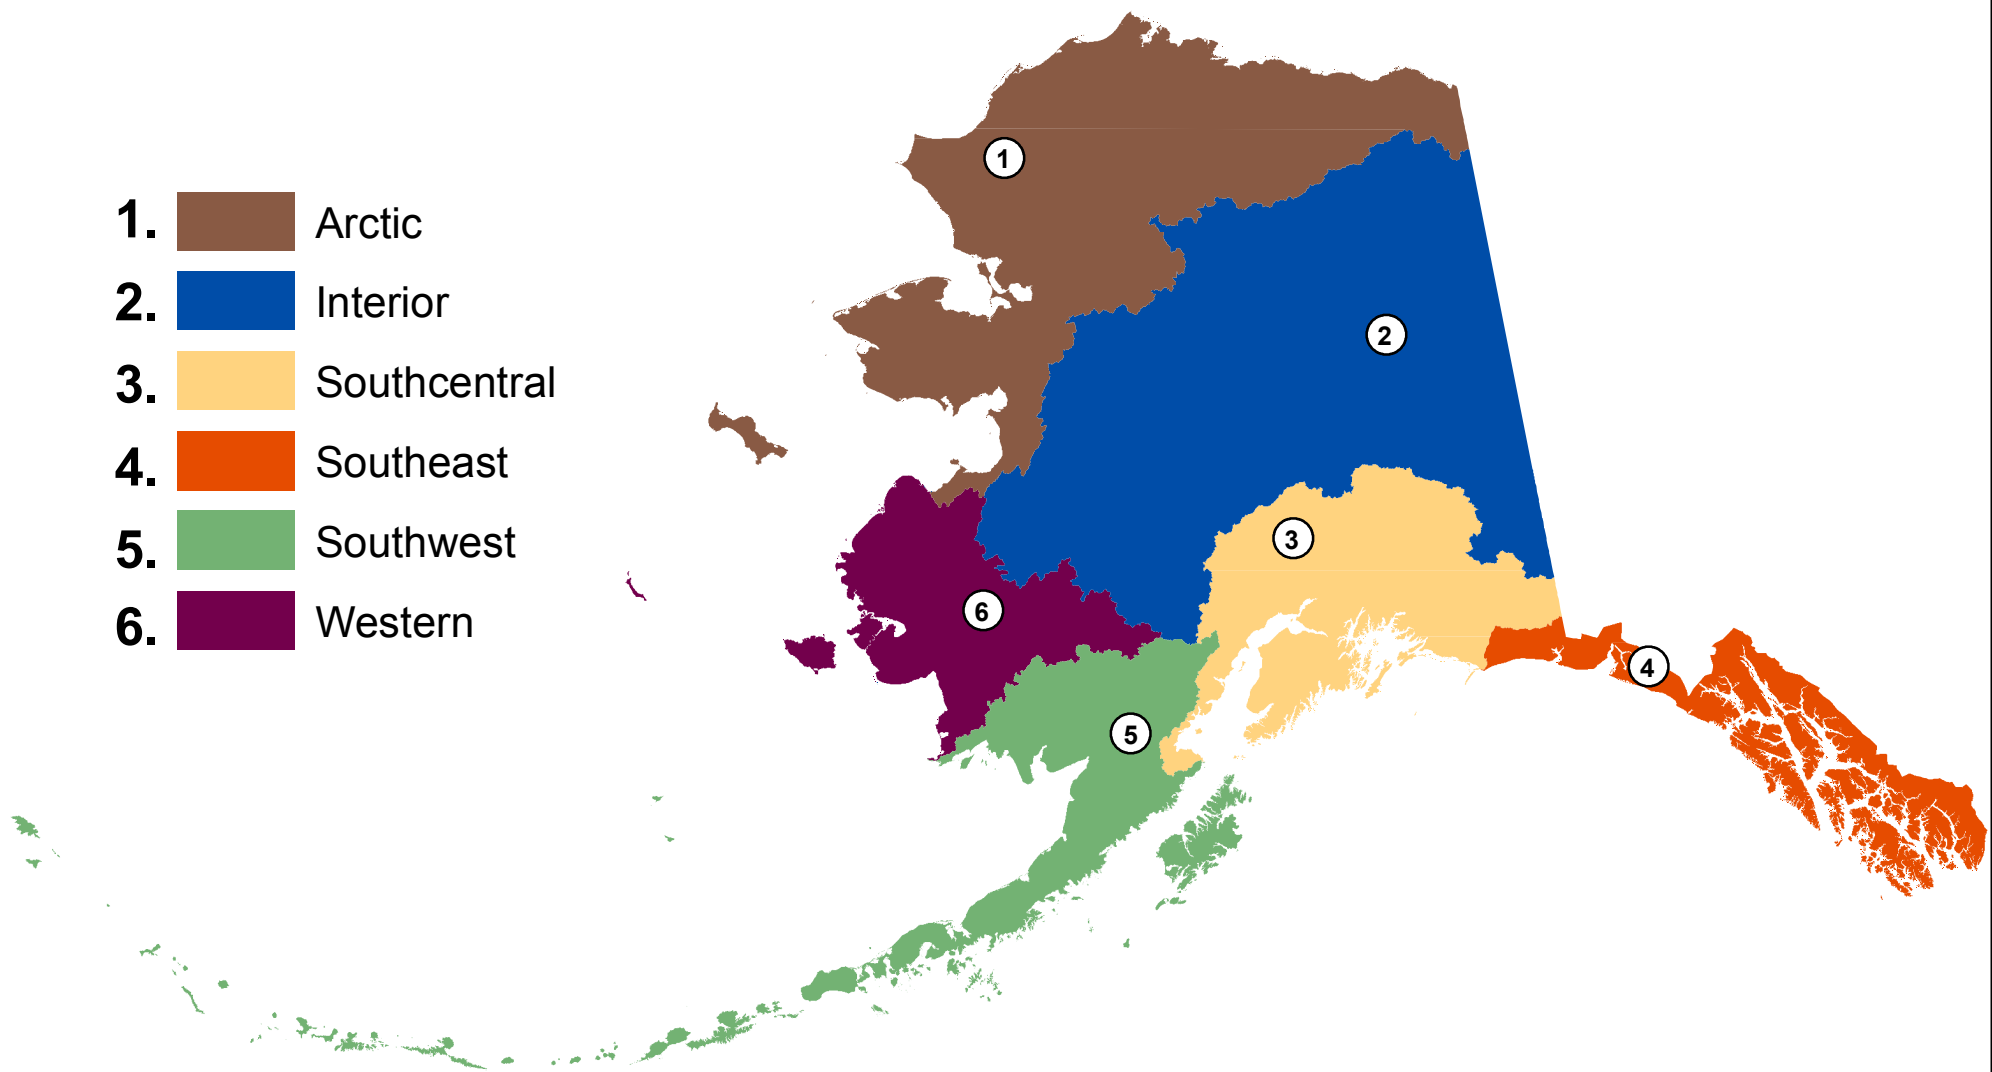 1. Arctic
2. Interior
3. Southcentral
4. Southeast
5. Southwest
6. Western
1
2
3
4
5
6